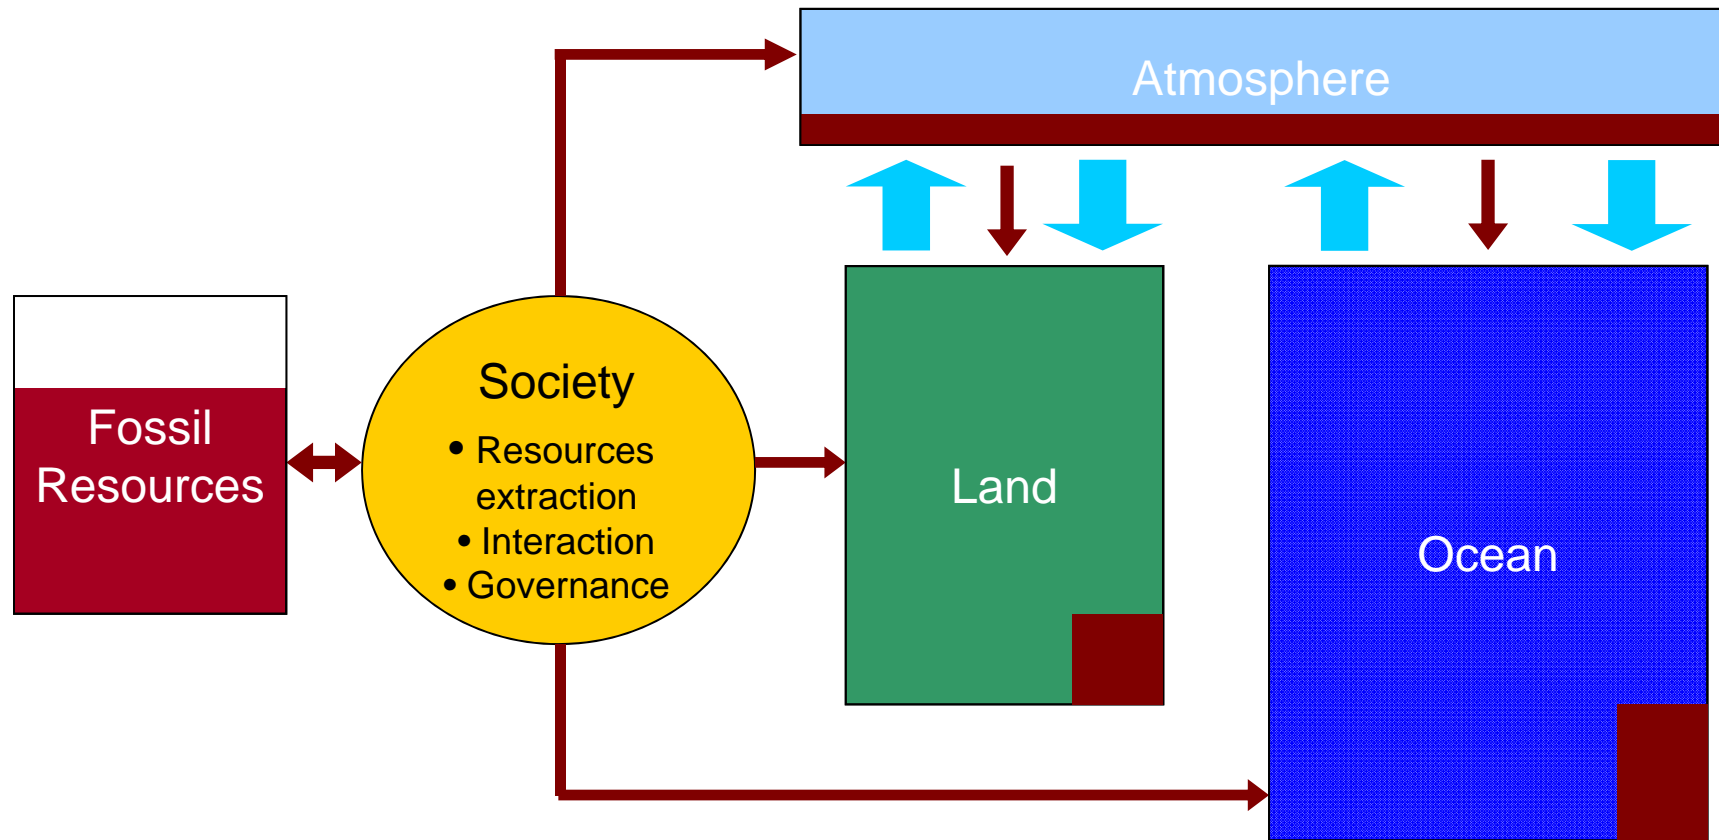 Atmosphere
Fossil
Resources
Society
• Resources
extraction
• Interaction
• Governance
Land
Ocean